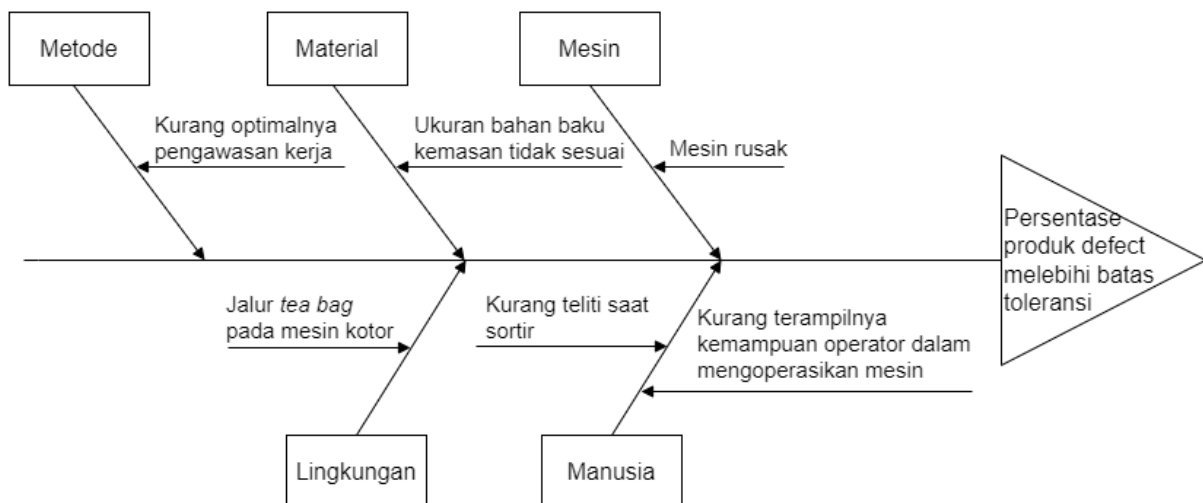 Metode
Material
Mesin
Kurang optimalnya
pengawasan kerja
Ukuran bahan baku
kemasan tidak sesuai
Mesin rusak
Persentase
produk defect
melebihi batas
toleransi
Jalur tea bag
pada mesin kotor
Kurang teliti saat
sortir
Kurang terampilnya
kemampuan operator dalam
mengoperasikan mesin
Lingkungan
Manusia